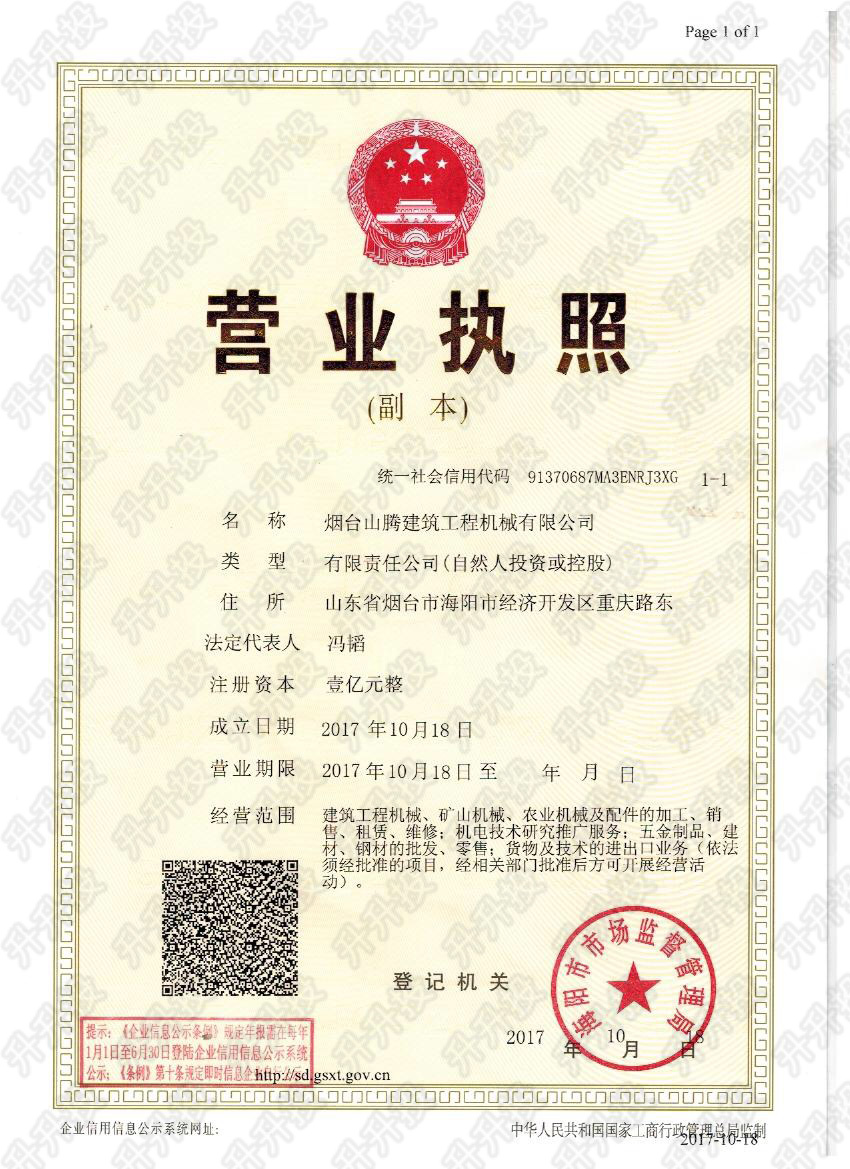 Page 1 of 1
营业执照
(副 本)
统一社会信用代码 91370687MA3ENRJ3XG 1-1
名 称 烟台山腾建筑工程机械有限公司
类 型 有限责任公司(自然人投资或控股)
住 所 山东省烟台市海阳市经济开发区重庆路东
法定代表人 冯韬
注册资本 壹亿元整
成立日期 2017 年10月18日
营业期限 2017年10月18日至 年 月 日
经营范围 建筑工程机械、矿山机械、农业机械及配件的加工、销
售、租赁、维修；机电技术研究推广服务；五金制品、建
材、钢材的批发、零售；货物及技术的进出口业务（依法
须经批准的项目，经相关部门批准后方可开展经营活
动）。
登记机关
海阳市市场监督管理局
2017 年 10 月 18 日
提示：《企业信息公示条例》规定年报需在每年
1月1日至6月30日登陆企业信用信息公示系统
公示；《条例》第十条规定即时信息企业
http://sd.gsxt.gov.cn
企业信用信息公示系统网址：
中华人民共和国国家工商行政管理总局监制
2017-10-18
升升投